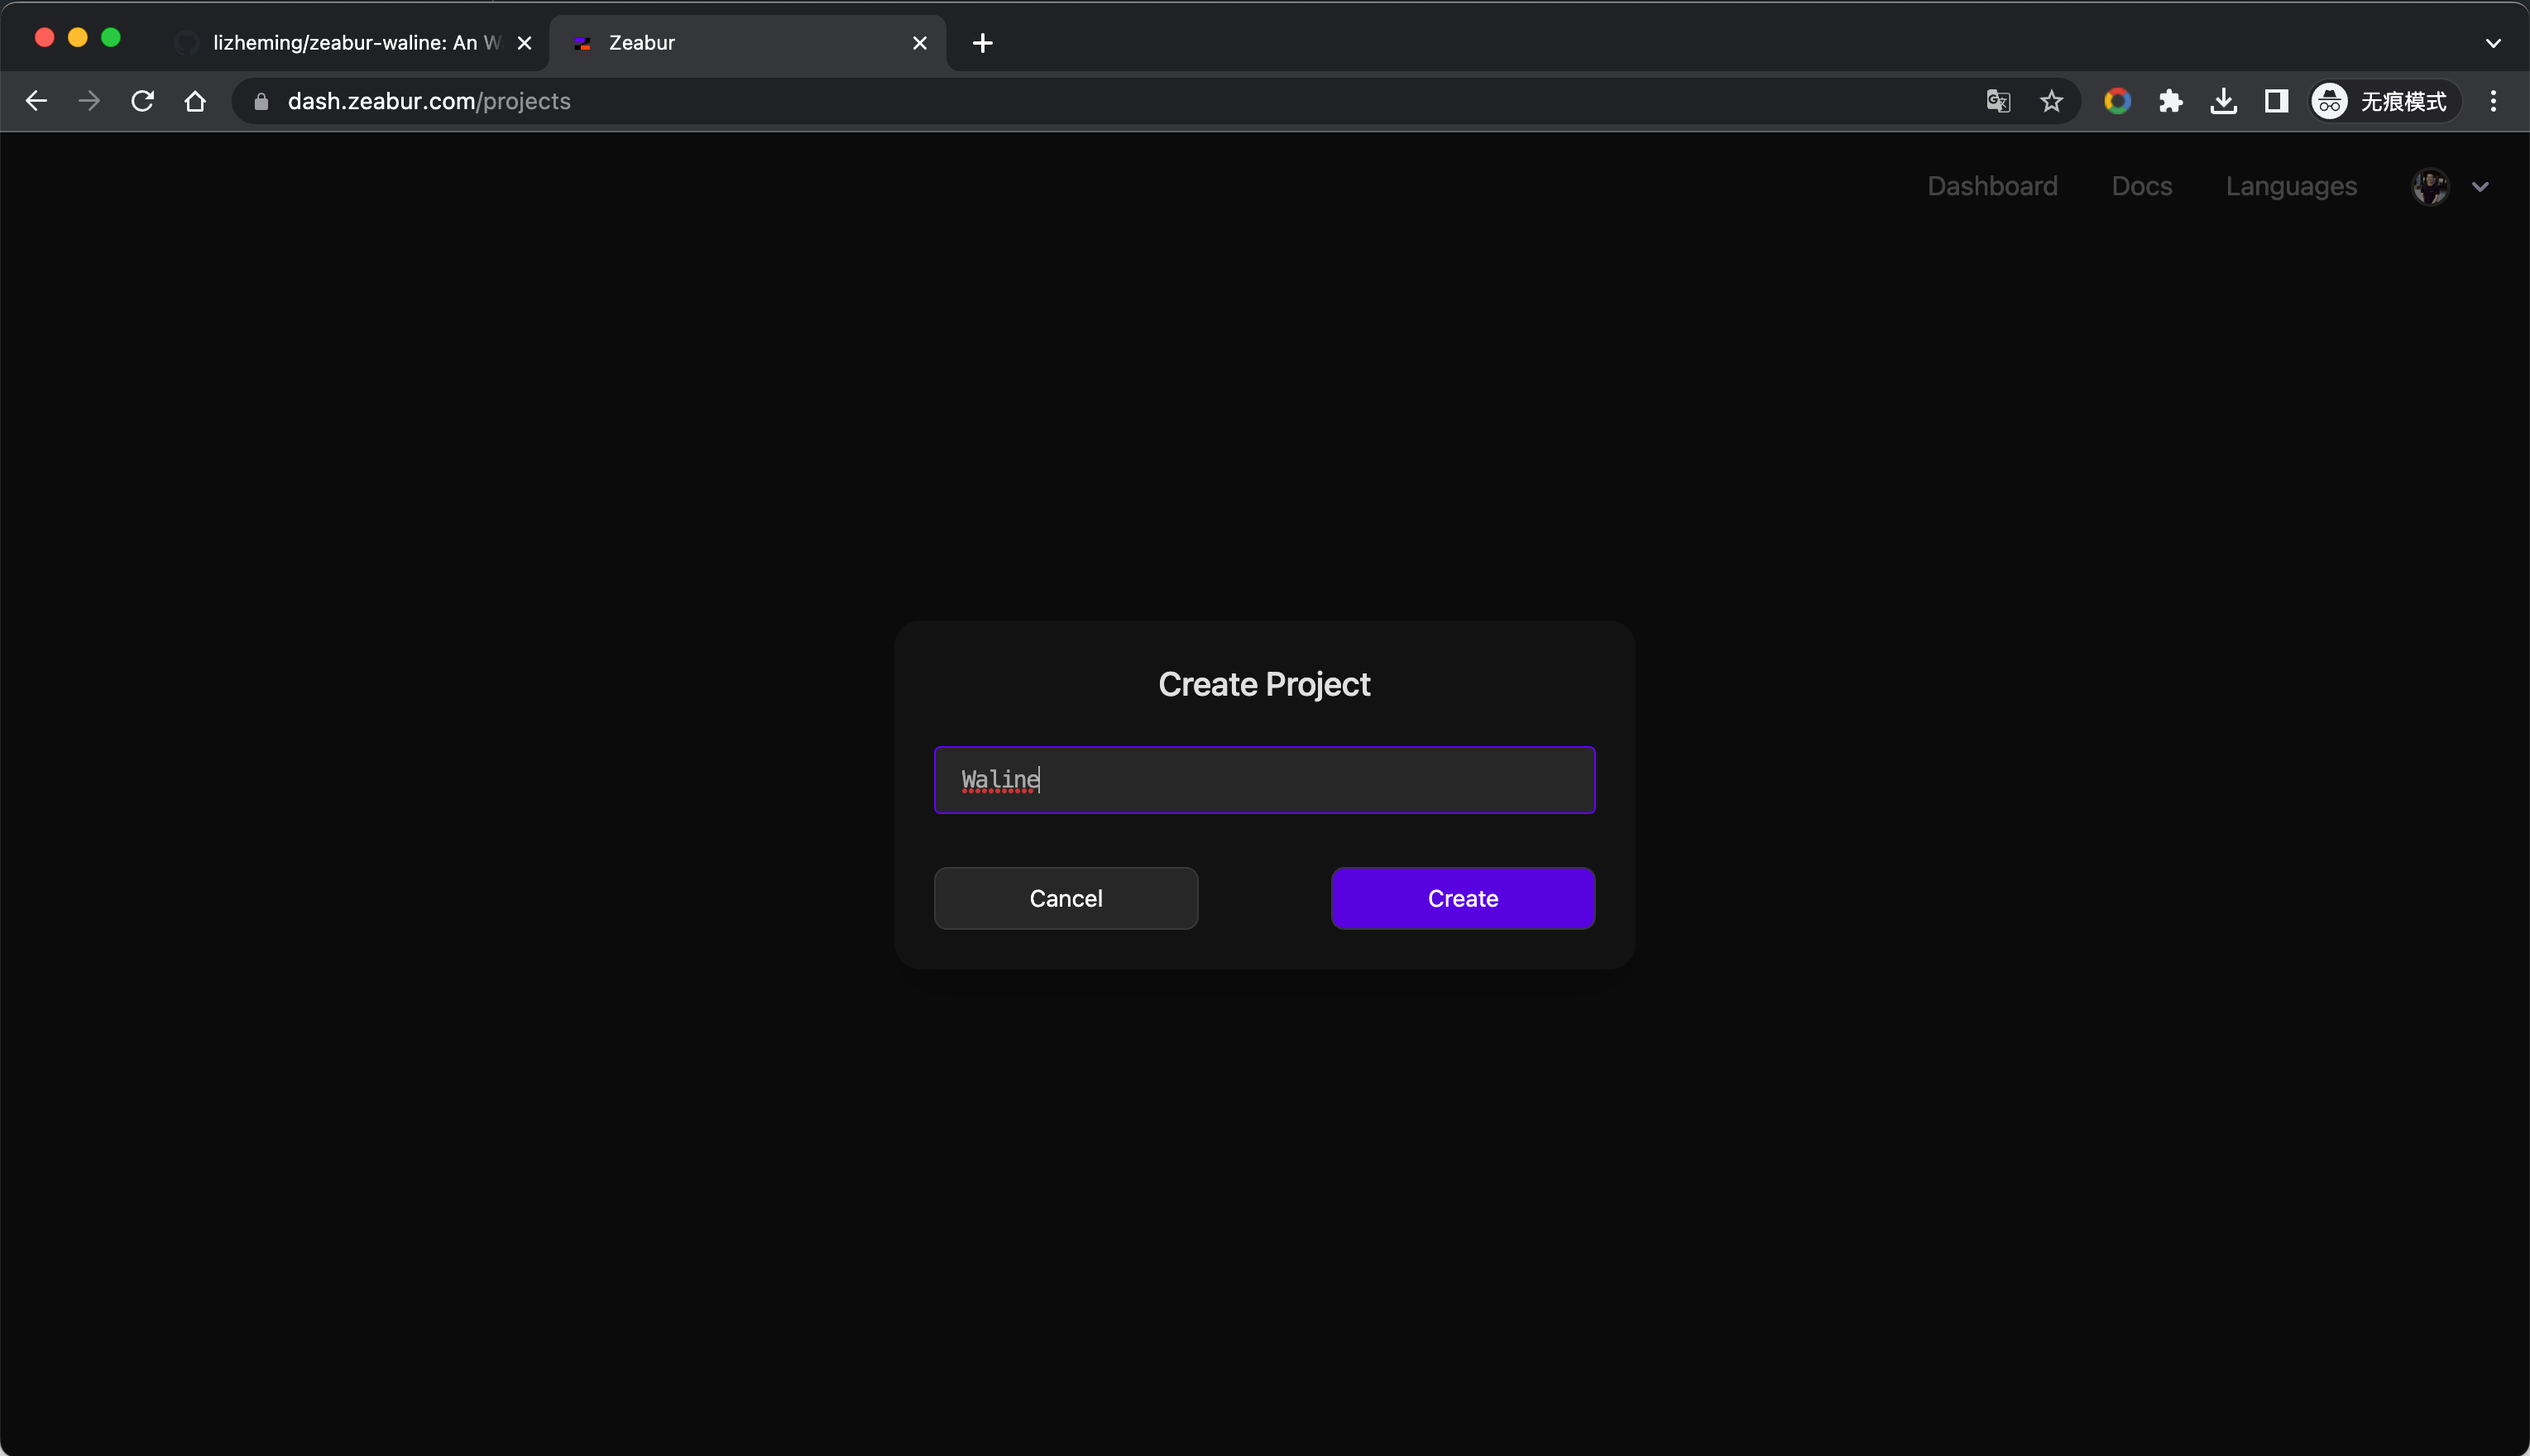 lizheming/zeabur-waline: An W
Zeabur
dash.zeabur.com/projects
无痕模式
Dashboard
Docs
Languages
Create Project
Waline
Cancel
Create